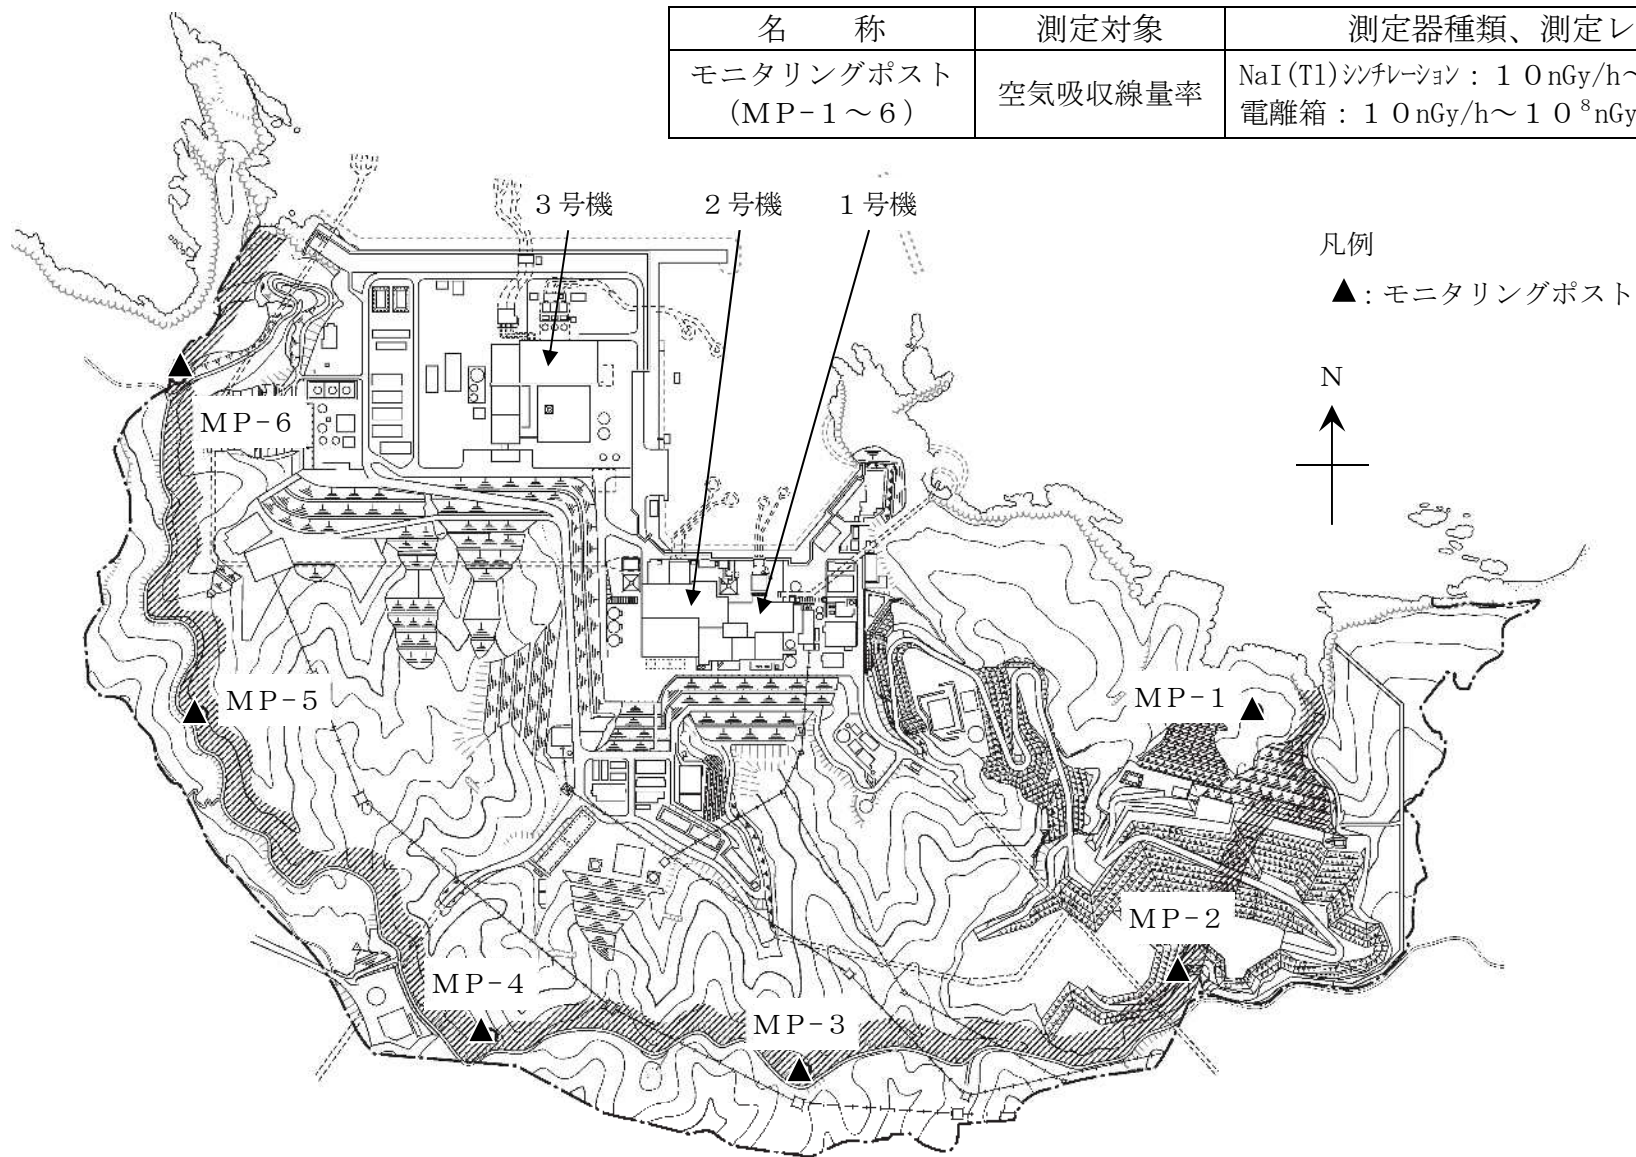 名　　称
測定対象
測定器種類、測定レ
モニタリングポスト
(MP-1～6)
空気吸収線量率
NaI(Tl)ｼﾝﾁﾚｰｼｮﾝ：１０nGy/h～
電離箱：１０nGy/h～１０⁸nGy
３号機
２号機
１号機
凡例
▲：モニタリングポスト
N
MP-6
MP-5
MP-1
MP-2
MP-4
MP-3